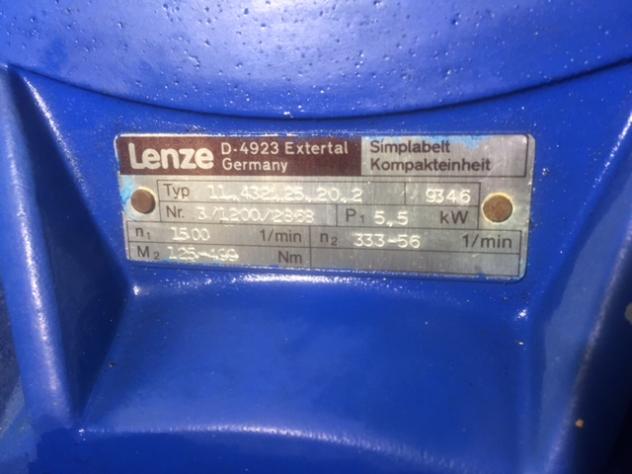 Lenze D-4923 Extertal Germany
Simplabelt Kompakteinheit
Typ 11.432.25.20.2 9346
Nr. 3/1200/2868 P1 5,5 kW
n1 1500 1/min n2 333-56 1/min
M2 125-499 Nm